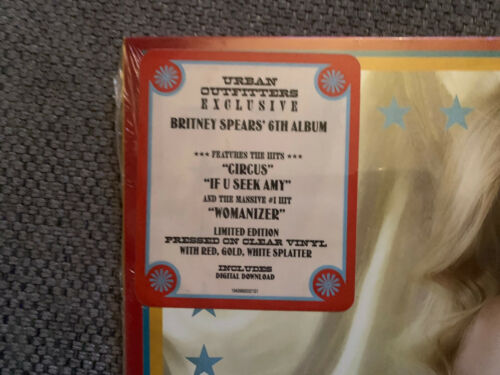 URBAN
OUTFITTERS
EXCLUSIVE
BRITNEY SPEARS' 6TH ALBUM
*** FEATURES THE HITS ***
"CIRCUS"
"IF U SEEK AMY"
AND THE MASSIVE #1 HIT
"WOMANIZER"
LIMITED EDITION
PRESSED ON CLEAR VINYL
WITH RED, GOLD, WHITE SPLATTER
INCLUDES
DIGITAL DOWNLOAD